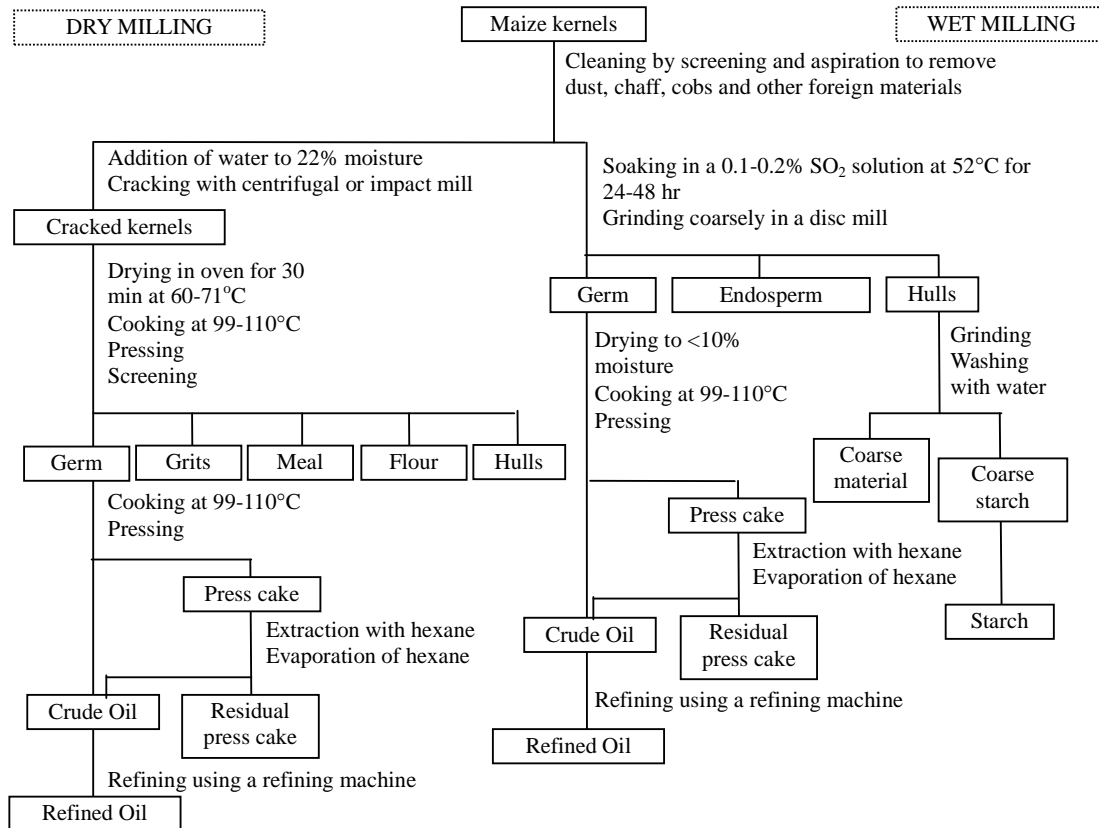 DRY MILLING
Maize kernels
WET MILLING
Cleaning by screening and aspiration to remove
dust, chaff, cobs and other foreign materials
Addition of water to 22% moisture
Cracking with centrifugal or impact mill
Cracked kernels
Drying in oven for 30
min at 60-71°C
Cooking at 99-110°C
Pressing
Screening
Germ
Grits
Meal
Flour
Hulls
Cooking at 99-110°C
Pressing
Press cake
Extraction with hexane
Evaporation of hexane
Crude Oil
Residual
press cake
Refining using a refining machine
Refined Oil
Soaking in a 0.1-0.2% SO₂ solution at 52°C for
24-48 hr
Grinding coarsely in a disc mill
Germ
Endosperm
Hulls
Drying to <10%
moisture
Cooking at 99-110°C
Pressing
Grinding
Washing
with water
Coarse
material
Coarse
starch
Press cake
Extraction with hexane
Evaporation of hexane
Starch
Crude Oil
Residual
press cake
Refining using a refining machine
Refined Oil